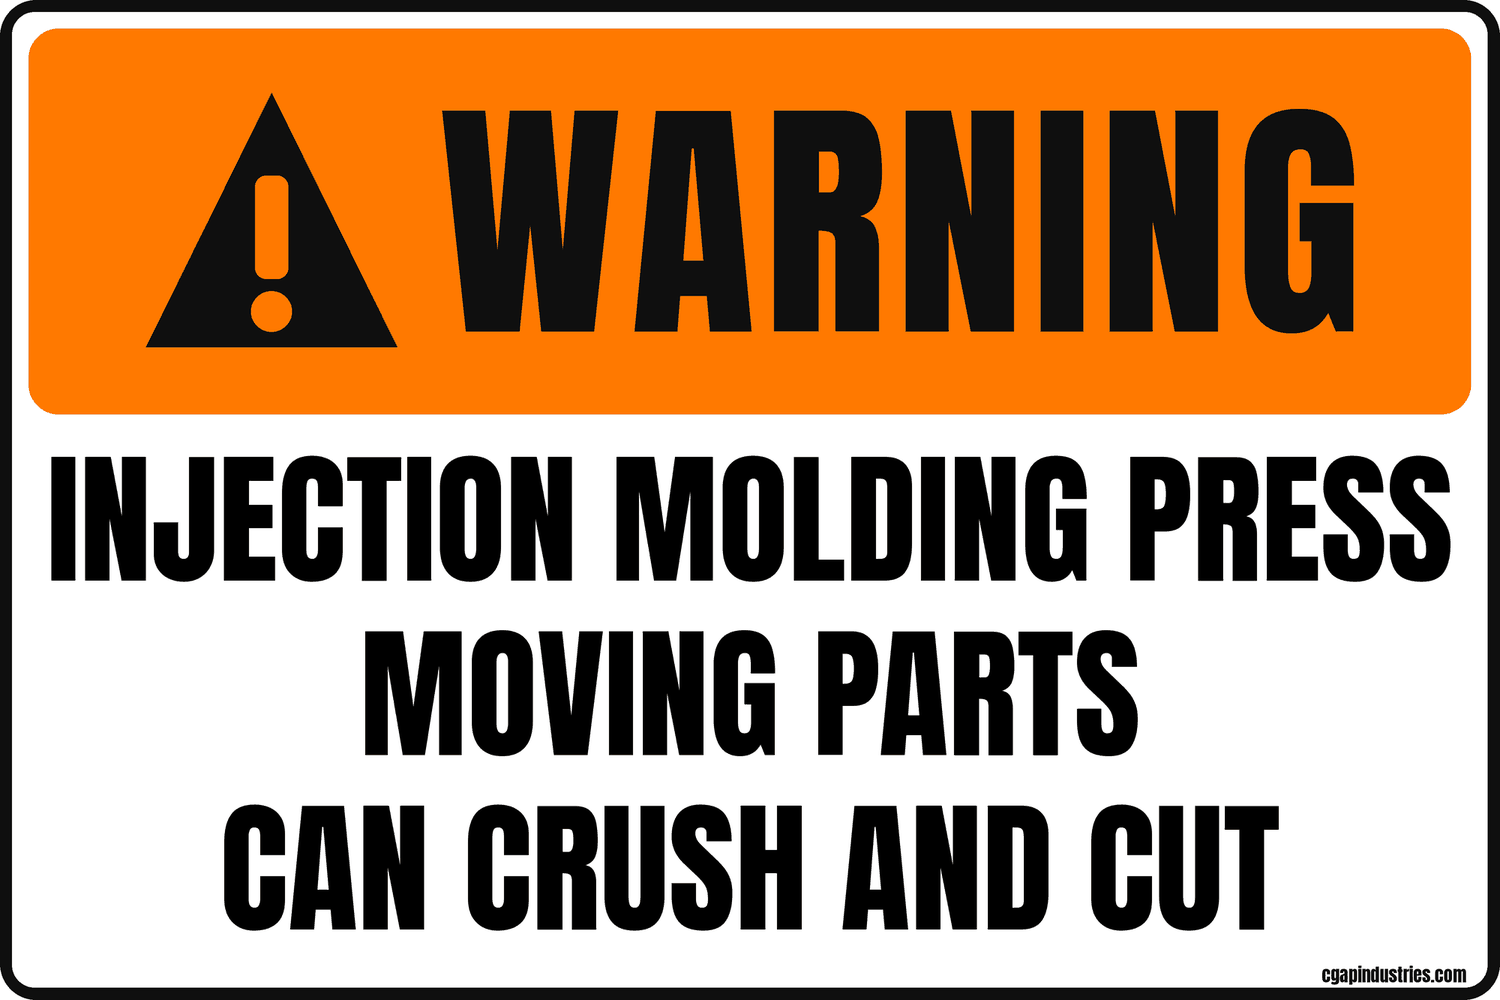 WARNING
INJECTION MOLDING PRESS
MOVING PARTS
CAN CRUSH AND CUT
cgapindustries.com